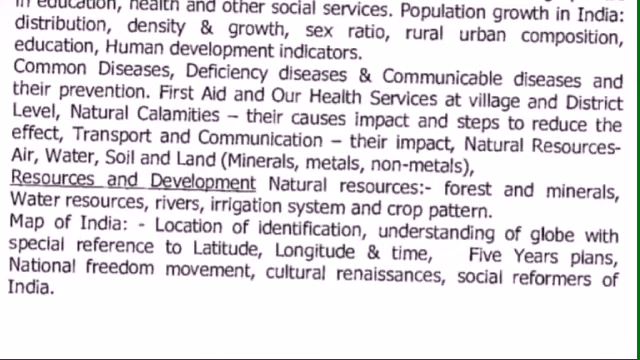 in education, health and other social services. Population growth in India:
distribution, density & growth, sex ratio, rural urban composition,
education, Human development indicators.
Common Diseases, Deficiency diseases & Communicable diseases and
their prevention. First Aid and Our Health Services at village and District
Level, Natural Calamities – their causes impact and steps to reduce the
effect, Transport and Communication – their impact, Natural Resources-
Air, Water, Soil and Land (Minerals, metals, non-metals),
Resources and Development Natural resources:- forest and minerals,
Water resources, rivers, irrigation system and crop pattern.
Map of India: - Location of identification, understanding of globe with
special reference to Latitude, Longitude & time, Five Years plans,
National freedom movement, cultural renaissances, social reformers of
India.